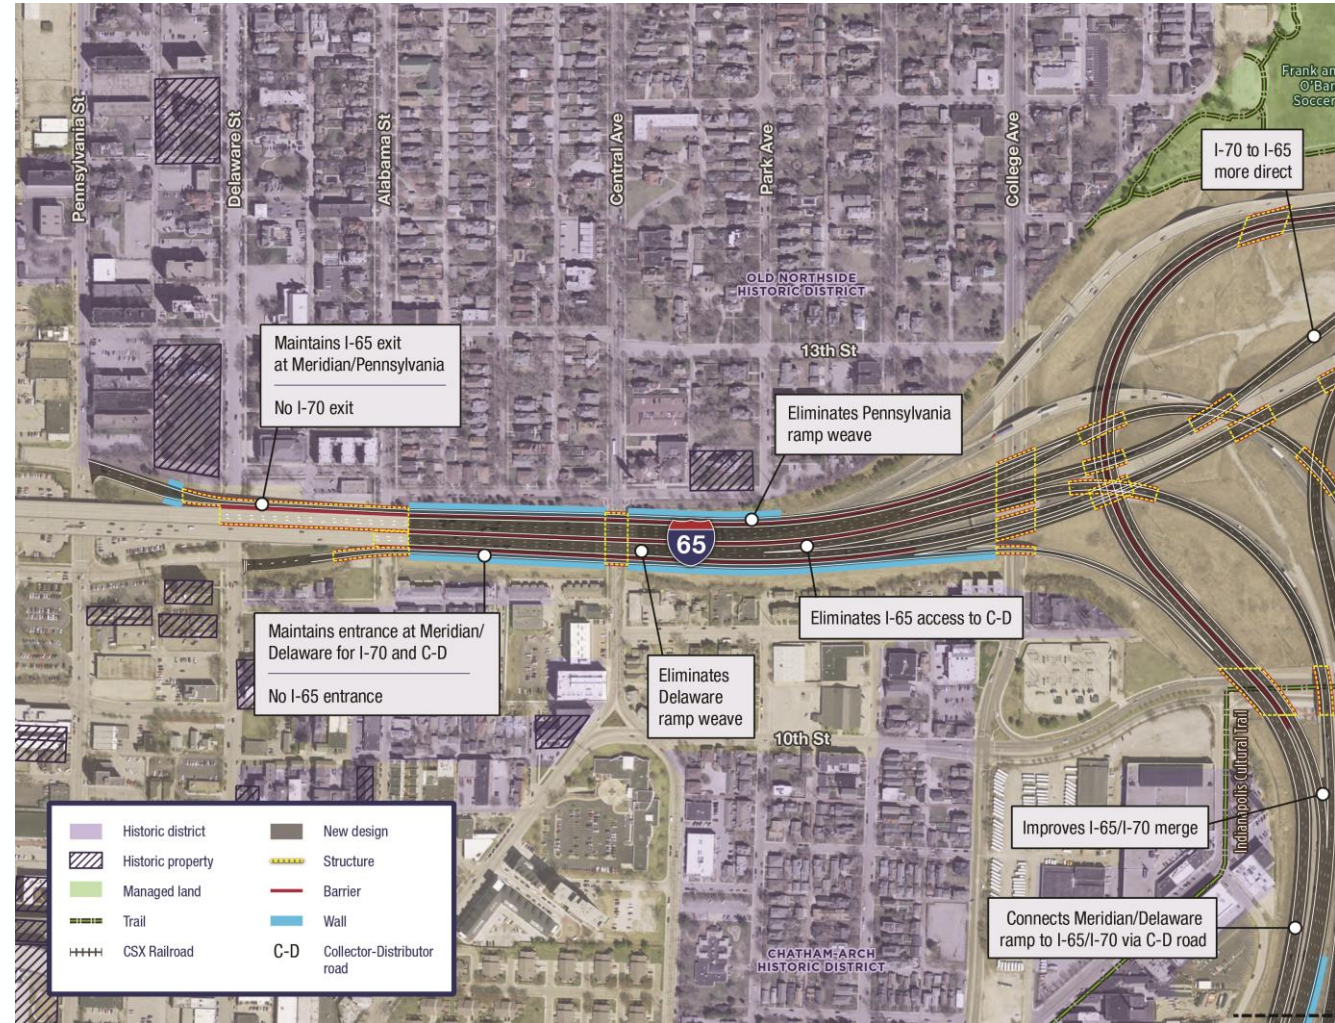 Pennsylvania St.
Delaware St
Alabama St
Central Ave
Park Ave
College Ave
Frank an
O'Bar
Soccer
I-70 to I-65
more direct
OLD NORTHSIDE
HISTORIC DISTRICT
13th St
Maintains I-65 exit
at Meridian/Pennsylvania
No I-70 exit
Eliminates Pennsylvania
ramp weave
65
Maintains entrance at Meridian/
Delaware for I-70 and C-D
No I-65 entrance
Eliminates
Delaware
ramp weave
Eliminates I-65 access to C-D
10th St
Indianapolis Cultural Trail
Improves I-65/I-70 merge
Connects Meridian/Delaware
ramp to I-65/I-70 via C-D road
CHATHAM-ARCH
HISTORIC DISTRICT
Historic district
Historic property
Managed land
Trail
CSX Railroad
New design
Structure
Barrier
Wall
C-D Collector-Distributor
road